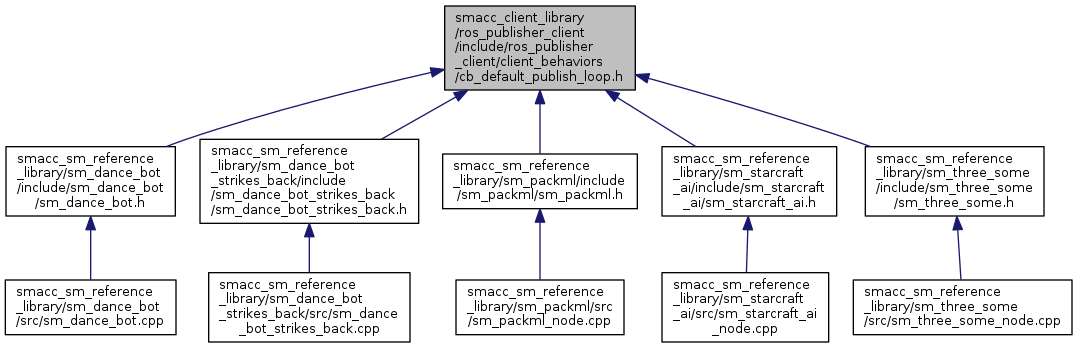 smacc_client_library
/ros_publisher_client
/include/ros_publisher
_client/client_behaviors
/cb_default_publish_loop.h
smacc_sm_reference
_library/sm_dance_bot
/include/sm_dance_bot
/sm_dance_bot.h
smacc_sm_reference
_library/sm_dance_bot
_strikes_back/include
/sm_dance_bot_strikes_back
/sm_dance_bot_strikes_back.h
smacc_sm_reference
_library/sm_packml/include
/sm_packml/sm_packml.h
smacc_sm_reference
_library/sm_starcraft
_ai/include/sm_starcraft
_ai/sm_starcraft_ai.h
smacc_sm_reference
_library/sm_three_some
/include/sm_three_some
/sm_three_some.h
smacc_sm_reference
_library/sm_dance_bot
/src/sm_dance_bot.cpp
smacc_sm_reference
_library/sm_dance_bot
_strikes_back/src/sm_dance
_bot_strikes_back.cpp
smacc_sm_reference
_library/sm_packml/src
/sm_packml_node.cpp
smacc_sm_reference
_library/sm_starcraft
_ai/src/sm_starcraft_ai
_node.cpp
smacc_sm_reference
_library/sm_three_some
/src/sm_three_some_node.cpp